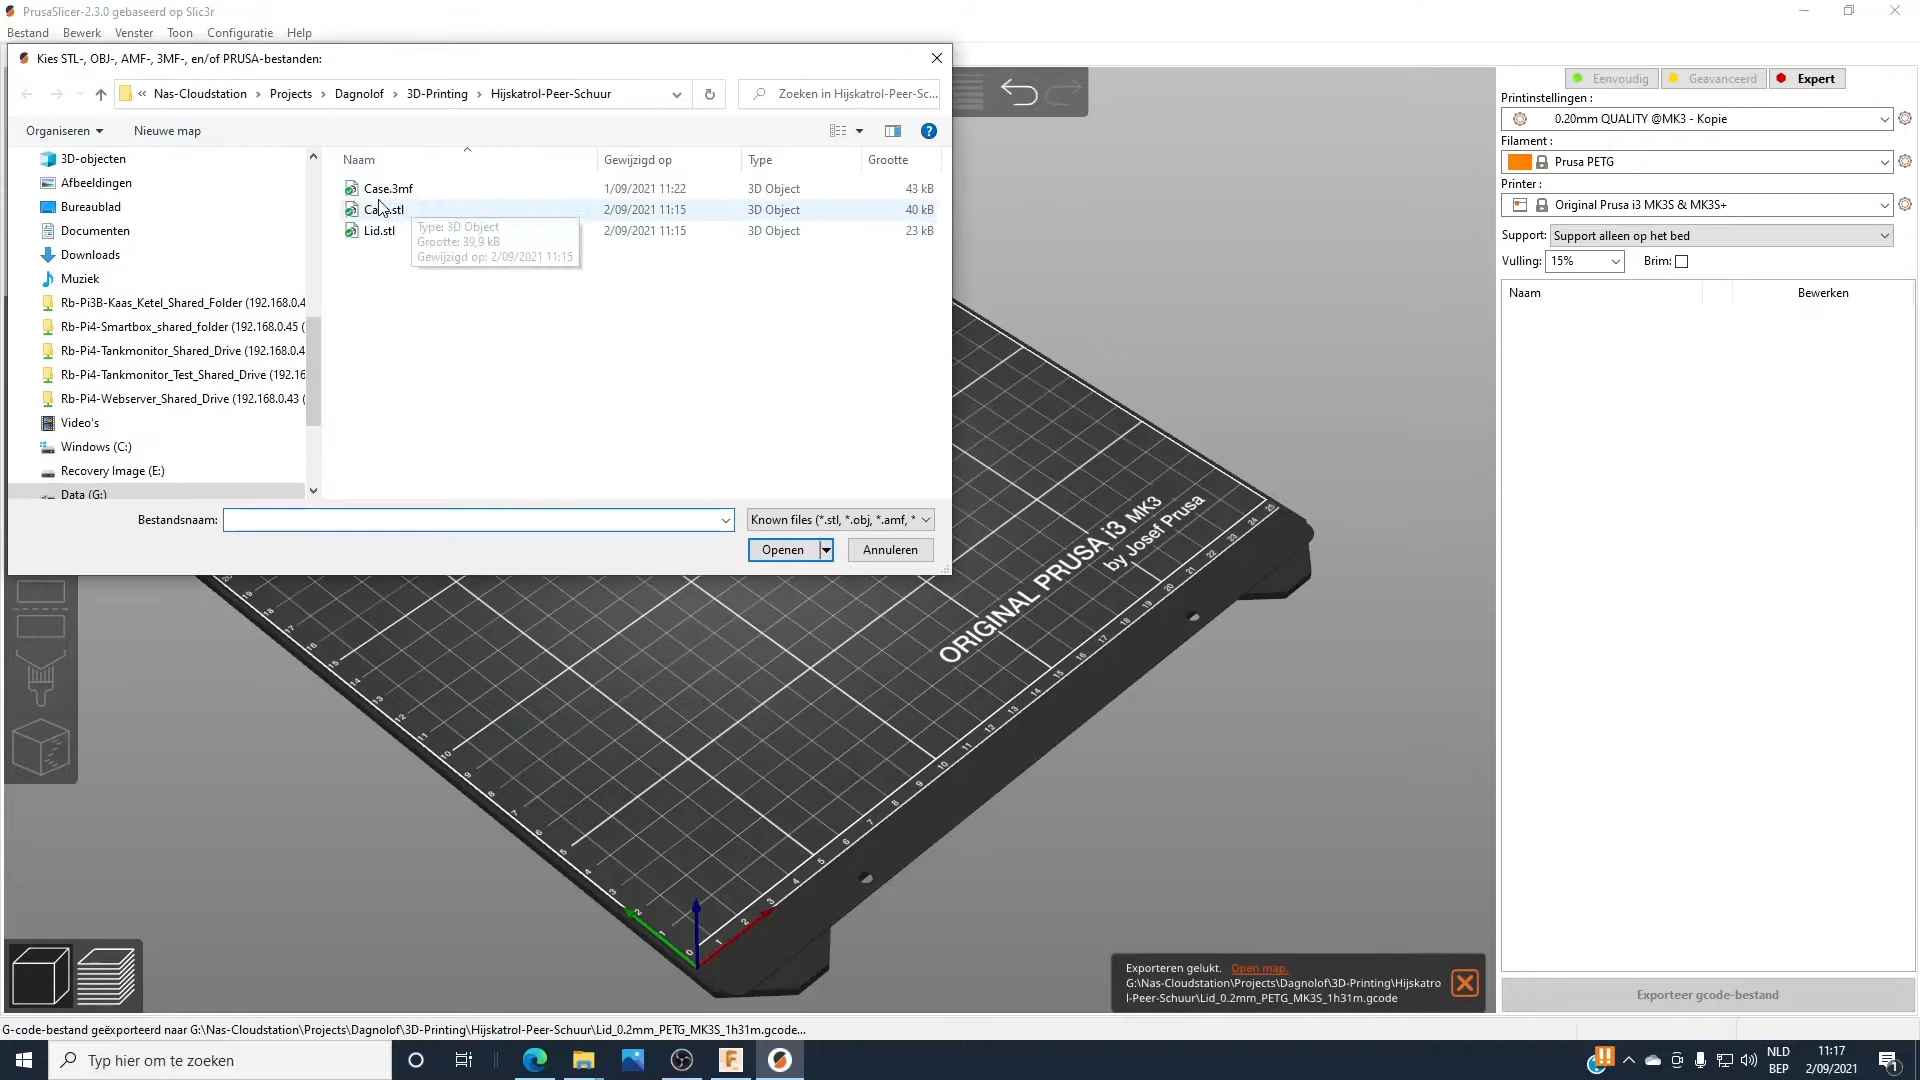 PrusaSlicer-2.3.0 gebaseerd op Slic3r
Bestand Bewerk Venster Toon Configuratie Help
Kies STL-, OBJ-, AMF-, 3MF-, en/of PRUSA-bestanden:
« Nas-Cloudstation > Projects > Dagnolof > 3D-Printing > Hijskatrol-Peer-Schuur
Zoeken in Hijskatrol-Peer-Sc...
Organiseren
Nieuwe map
3D-objecten
Afbeeldingen
Bureaublad
Documenten
Downloads
Muziek
Rb-Pi3B-Kaas_Ketel_Shared_Folder (192.168.0.4
Rb-Pi4-Smartbox_shared_folder (192.168.0.45 (
Rb-Pi4-Tankmonitor_Shared_Drive (192.168.0.4
Rb-Pi4-Tankmonitor_Test_Shared_Drive (192.16
Rb-Pi4-Webserver_Shared_Drive (192.168.0.43 (
Video's
Windows (C:)
Recovery Image (E:)
Data (G:)
Naam Gewijzigd op Type Grootte
Case.3mf 1/09/2021 11:22 3D Object 43 kB
2/09/2021 11:15 3D Object 40 kB
Lid.stl 2/09/2021 11:15 3D Object 23 kB
Type: 3D Object
Grootte: 39,9 kB
Gewijzigd op: 2/09/2021 11:15
Bestandsnaam:
Known files (*.stl, *.obj, *.amf, *
Openen
Annuleren
Eenvoudig Geavanceerd Expert
Printinstellingen :
0.20mm QUALITY @MK3 - Kopie
Filament :
Prusa PETG
Printer :
Original Prusa i3 MK3S & MK3S+
Support: Support alleen op het bed
Vulling: 15% Brim:
Naam Bewerken
ORIGINAL PRUSA i3 MK3
by Josef Prusa
Exporteren gelukt. Open map.
G:\Nas-Cloudstation\Projects\Dagnolof\3D-Printing\Hijskatro
l-Peer-Schuur\Lid_0.2mm_PETG_MK3S_1h31m.gcode
Exporteer gcode-bestand
G-code-bestand geëxporteerd naar G:\Nas-Cloudstation\Projects\Dagnolof\3D-Printing\Hijskatrol-Peer-Schuur\Lid_0.2mm_PETG_MK3S_1h31m.gcode...
Typ hier om te zoeken
NLD
BEP
11:17
2/09/2021